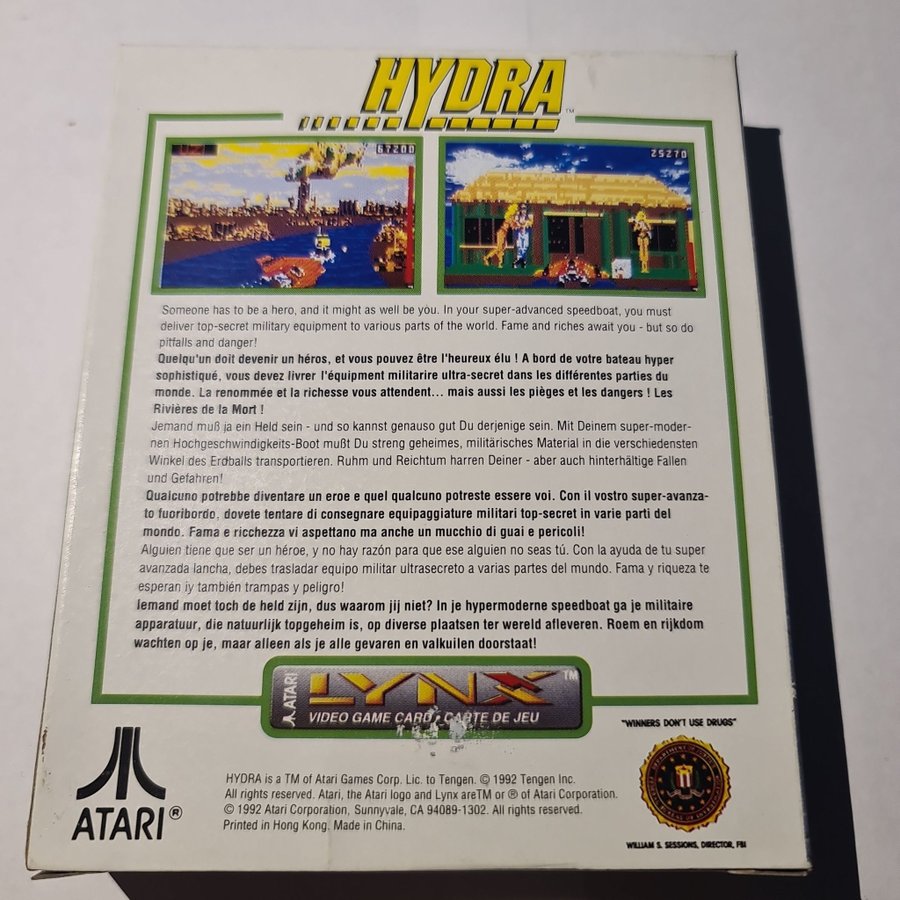 HYDRA™
67200
25270
Someone has to be a hero, and it might as well be you. In your super-advanced speedboat, you must
deliver top-secret military equipment to various parts of the world. Fame and riches await you - but so do
pitfalls and danger!
Quelqu'un doit devenir un héros, et vous pouvez être l'heureux élu ! A bord de votre bateau hyper
sophistiqué, vous devez livrer l'équipment militarire ultra-secret dans les différentes parties du
monde. La renommée et la richesse vous attendent... mais aussi les pièges et les dangers ! Les
Rivières de la Mort !
Jemand muß ja ein Held sein - und so kannst genauso gut Du derjenige sein. Mit Deinem super-moder-
nen Hochgeschwindigkeits-Boot mußt Du streng geheimes, militärisches Material in die verschiedensten
Winkel des Erdballs transportieren. Ruhm und Reichtum harren Deiner - aber auch hinterhältige Fallen
und Gefahren!
Qualcuno potrebbe diventare un eroe e quel qualcuno potreste essere voi. Con il vostro super-avanza-
to fuoribordo, dovete tentare di consegnare equipaggiature militari top-secret in varie parti del
mondo. Fama e ricchezza vi aspettano ma anche un mucchio di guai e pericoli!
Alguien tiene que ser un héroe, y no hay razón para que ese alguien no seas tú. Con la ayuda de tu super
avanzada lancha, debes trasladar equipo militar ultrasecreto a varias partes del mundo. Fama y riqueza te
esperan ¡y también trampas y peligro!
Iemand moet toch de held zijn, dus waarom jij niet? In je hypermoderne speedboat ga je militaire
apparatuur, die natuurlijk topgeheim is, op diverse plaatsen ter wereld afleveren. Roem en rijkdom
wachten op je, maar alleen als je alle gevaren en valkuilen doorstaat!
ATARI LYNX™
VIDEO GAME CARD • CARTE DE JEU
"WINNERS DON'T USE DRUGS"
WILLIAM S. SESSIONS, DIRECTOR, FBI
ATARI®
HYDRA is a TM of Atari Games Corp. Lic. to Tengen. © 1992 Tengen Inc.
All rights reserved. Atari, the Atari logo and Lynx areTM or ® of Atari Corporation.
© 1992 Atari Corporation, Sunnyvale, CA 94089-1302. All rights reserved.
Printed in Hong Kong. Made in China.